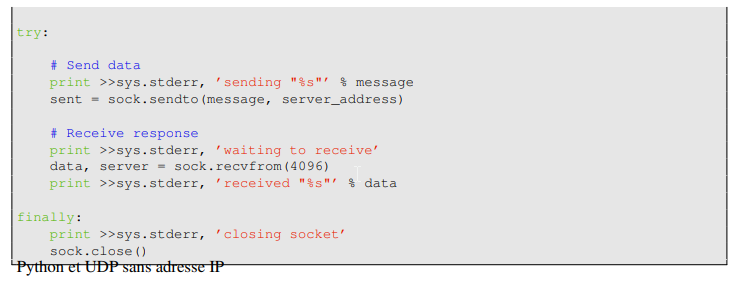 try:
# Send data
print >>sys.stderr, ’sending "%s"’ % message
sent = sock.sendto(message, server_address)
# Receive response
print >>sys.stderr, ’waiting to receive’
data, server = sock.recvfrom(4096)
print >>sys.stderr, ’received "%s"’ % data
finally:
print >>sys.stderr, ’closing socket’
sock.close()
Python et UDP sans adresse IP